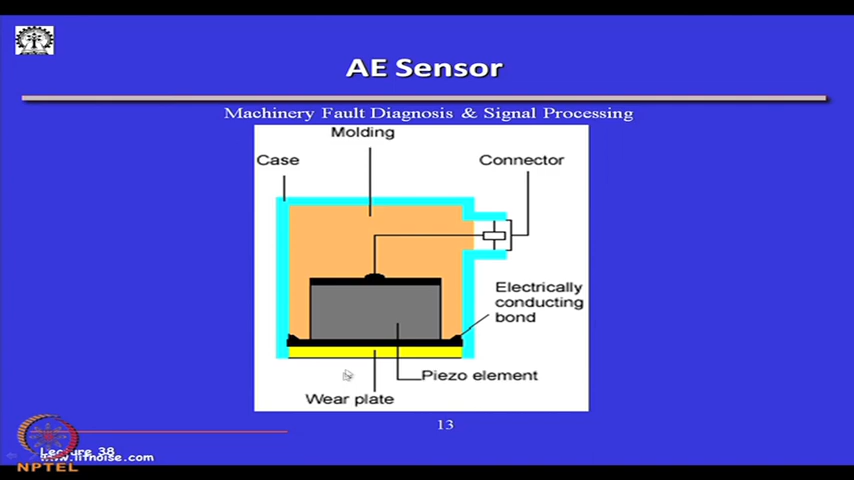 AE Sensor
Machinery Fault Diagnosis & Signal Processing
Molding
Case
Connector
Electrically
conducting
bond
Piezo element
Wear plate
13
Lecture 38
www.iitnoise.com
NPTEL